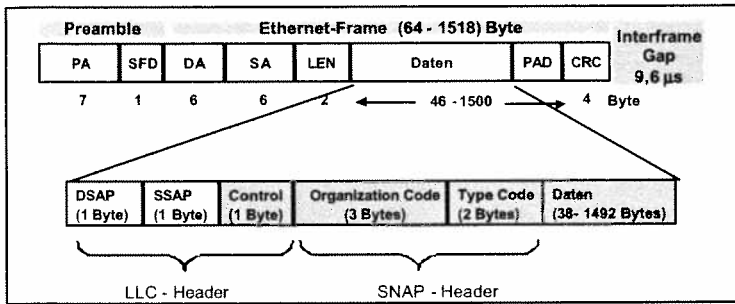 Preamble Ethernet-Frame (64 - 1518) Byte
Interframe
Gap
9,6 µs
PA SFD DA SA LEN Daten PAD CRC
7 1 6 6 2 46 -1500 4 Byte
DSAP SSAP Control Organization Code Type Code Daten
(1 Byte) (1 Byte) (1 Byte) (3 Bytes) (2 Bytes) (38- 1492 Bytes)
LLC - Header SNAP - Header